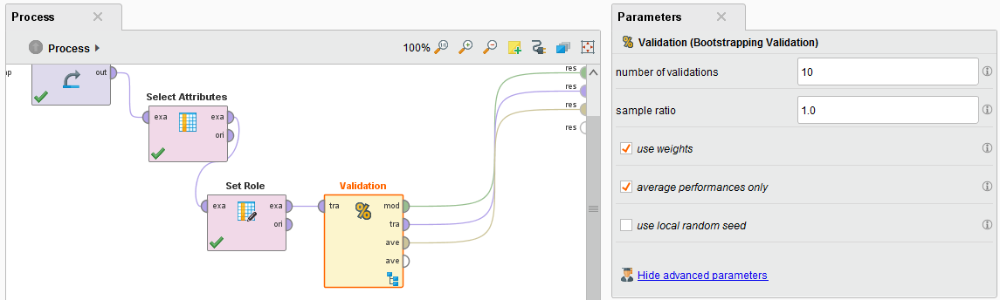 Process
Process
100%
ap
out
Select Attributes
exa
exa
ori
Set Role
exa
exa
ori
Validation
tra
mod
tra
ave
ave
res
res
res
res
Parameters
Validation (Bootstrapping Validation)
number of validations
10
sample ratio
1.0
use weights
average performances only
use local random seed
Hide advanced parameters